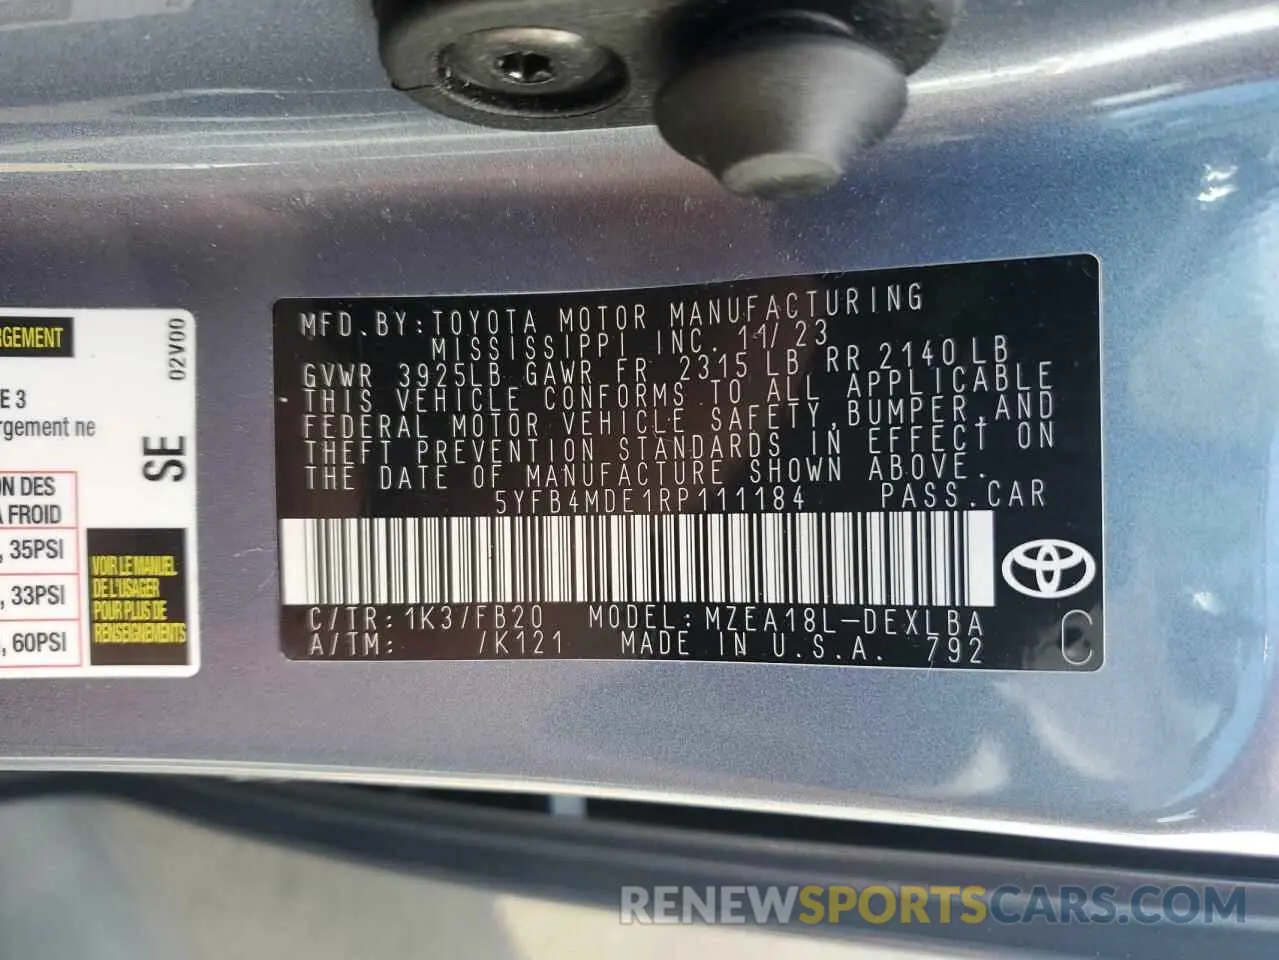 RGEMENT
02V00
E 3
rgement ne
SE
ON DES
A FROID
, 35PSI
, 33PSI
, 60PSI
VOIR LE MANUEL
DE L'USAGER
POUR PLUS DE
RENSEIGNEMENTS
MFD.BY:TOYOTA MOTOR MANUFACTURING
MISSISSIPPI INC. 11/23
GVWR 3925LB GAWR FR 2315 LB RR 2140LB
THIS VEHICLE CONFORMS TO ALL APPLICABLE
FEDERAL MOTOR VEHICLE SAFETY,BUMPER,AND
THEFT PREVENTION STANDARDS IN EFFECT ON
THE DATE OF MANUFACTURE SHOWN ABOVE.
5YFB4MDE1RP111184 PASS.CAR
C/TR:1K3/FB20 MODEL:MZEA18L-DEXLBA
A/TM: /K121 MADE IN U.S.A. 792
C
RENEWSPORTSCARS.COM